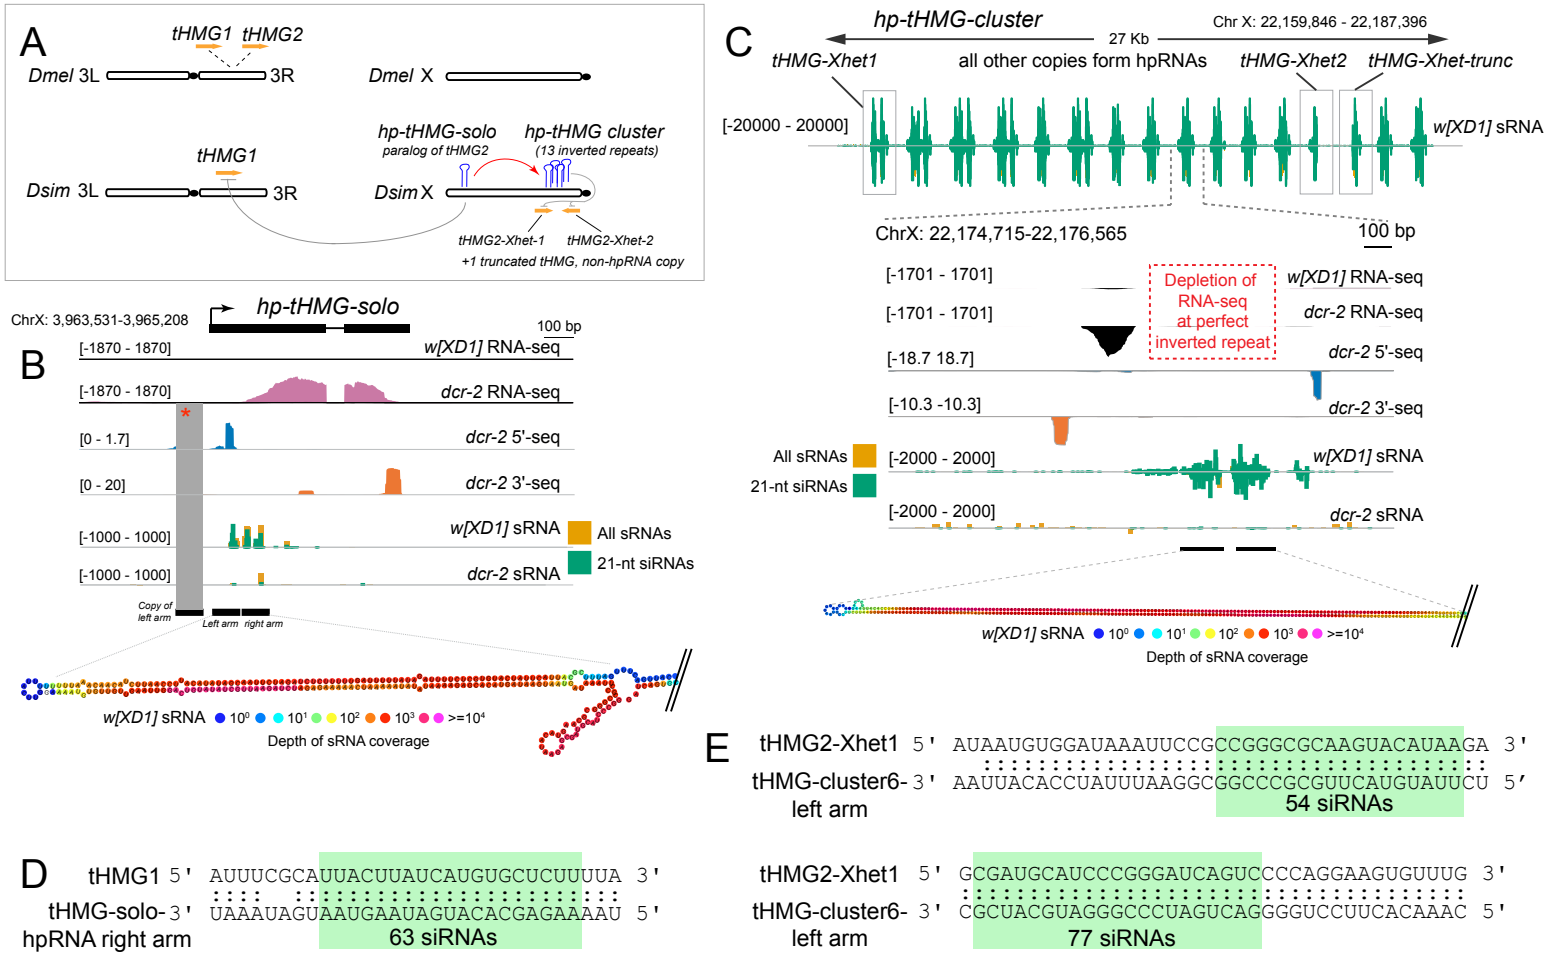 A
tHMG1 tHMG2
Dmel 3L
3R
Dmel X
hp-tHMG-solo
paralog of tHMG2
hp-tHMG cluster
(13 inverted repeats)
tHMG1
Dsim 3L
3R
Dsim X
tHMG2-Xhet-1
tHMG2-Xhet-2
+1 truncated tHMG, non-hpRNA copy
B
ChrX: 3,963,531-3,965,208
hp-tHMG-solo
100 bp
[-1870 - 1870]
w[XD1] RNA-seq
[-1870 - 1870]
dcr-2 RNA-seq
*
[0 - 1.7]
dcr-2 5'-seq
[0 - 20]
dcr-2 3'-seq
[-1000 - 1000]
w[XD1] sRNA
All sRNAs
21-nt siRNAs
[-1000 - 1000]
dcr-2 sRNA
Copy of
left arm
Left arm
right arm
w[XD1] sRNA 10⁰ 10¹ 10² 10³ >=10⁴
Depth of sRNA coverage
C
hp-tHMG-cluster
Chr X: 22,159,846 - 22,187,396
27 Kb
tHMG-Xhet1
all other copies form hpRNAs
tHMG-Xhet2
tHMG-Xhet-trunc
[-20000 - 20000]
w[XD1] sRNA
ChrX: 22,174,715-22,176,565
100 bp
[-1701 - 1701]
w[XD1] RNA-seq
[-1701 - 1701]
dcr-2 RNA-seq
Depletion of
RNA-seq
at perfect
inverted repeat
[-18.7 18.7]
dcr-2 5'-seq
[-10.3 -10.3]
dcr-2 3'-seq
All sRNAs
21-nt siRNAs
[-2000 - 2000]
w[XD1] sRNA
[-2000 - 2000]
dcr-2 sRNA
w[XD1] sRNA 10⁰ 10¹ 10² 10³ >=10⁴
Depth of sRNA coverage
D
tHMG1 5' AUUUCGCAUUACUUAUCAUGUGCUCUUUUA 3'
tHMG-solo- 3' UAAAUAGUAAUGAAUAGUACACGAGAAAAU 5'
hpRNA right arm
63 siRNAs
E
tHMG2-Xhet1 5' AUAAUGUGGAUAAAUUCCGCCGGGCGCAAGUACAUAAGA 3'
tHMG-cluster6- 3' AAUUACACCUAUUUAAGGCGGCCCGCGUUCAUGUAUUCU 5'
left arm
54 siRNAs
tHMG2-Xhet1 5' GCGAUGCAUCCCGGGAUCAGUCCCCAGGAAGUGUUUG 3'
tHMG-cluster6- 3' CGCUACGUAGGGCCCUAGUCAGGGGUCCUUCACAAAC 5'
left arm
77 siRNAs